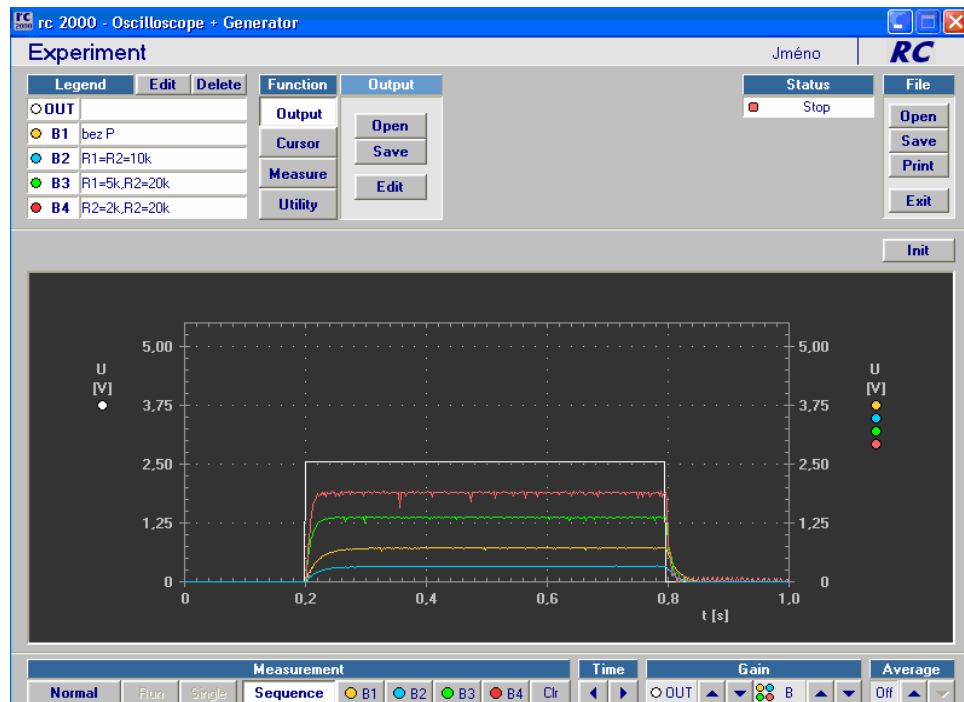 rc 2000 - Oscilloscope + Generator
Experiment
Jméno
RC
Legend Edit Delete
OUT
B1 bez P
B2 R1=R2=10k
B3 R1=5k,R2=20k
B4 R2=2k,R2=20k
Function
Output
Cursor
Measure
Utility
Output
Open
Save
Edit
Status
Stop
File
Open
Save
Print
Exit
Init
U
[V]
5,00
3,75
2,50
1,25
0
0 0,2 0,4 0,6 0,8 1,0
t [s]
5,00
3,75
2,50
1,25
0
U
[V]
Measurement
Normal Run Single Sequence B1 B2 B3 B4 Clr
Time
Gain
OUT B
Average
Off